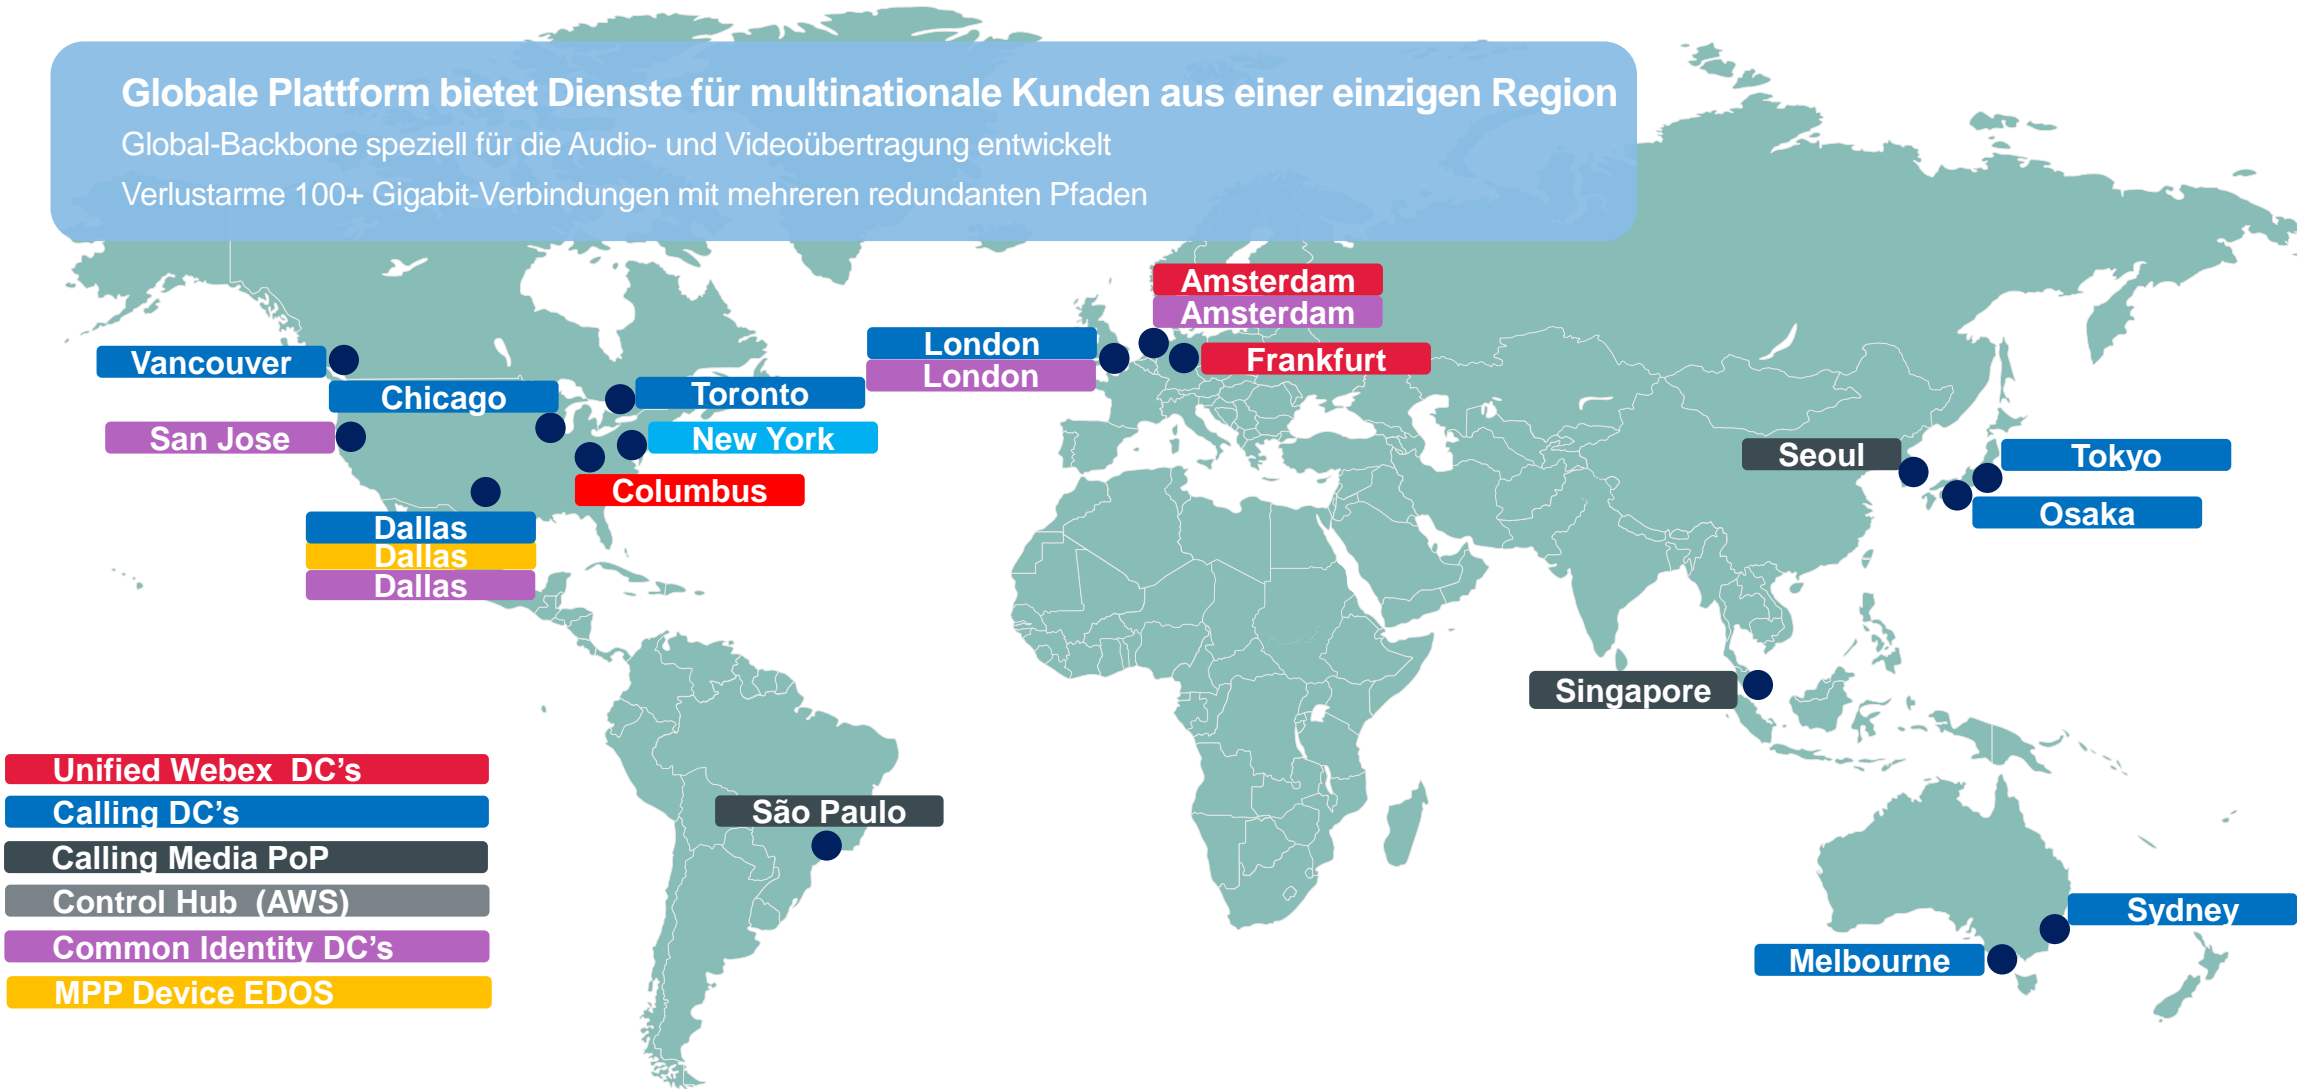 Globale Plattform bietet Dienste für multinationale Kunden aus einer einzigen Region
Global-Backbone speziell für die Audio- und Videoübertragung entwickelt
Verlustarme 100+ Gigabit-Verbindungen mit mehreren redundanten Pfaden
Amsterdam
Amsterdam
London
London
Frankfurt
Vancouver
Chicago
Toronto
San Jose
New York
Columbus
Dallas
Dallas
Dallas
Seoul
Tokyo
Osaka
Singapore
São Paulo
Sydney
Melbourne
Unified Webex DC’s
Calling DC’s
Calling Media PoP
Control Hub (AWS)
Common Identity DC’s
MPP Device EDOS